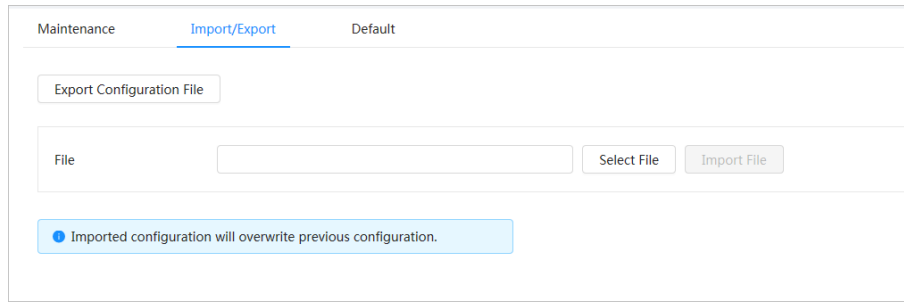 Maintenance Import/Export Default
Export Configuration File
File Select File Import File
Imported configuration will overwrite previous configuration.